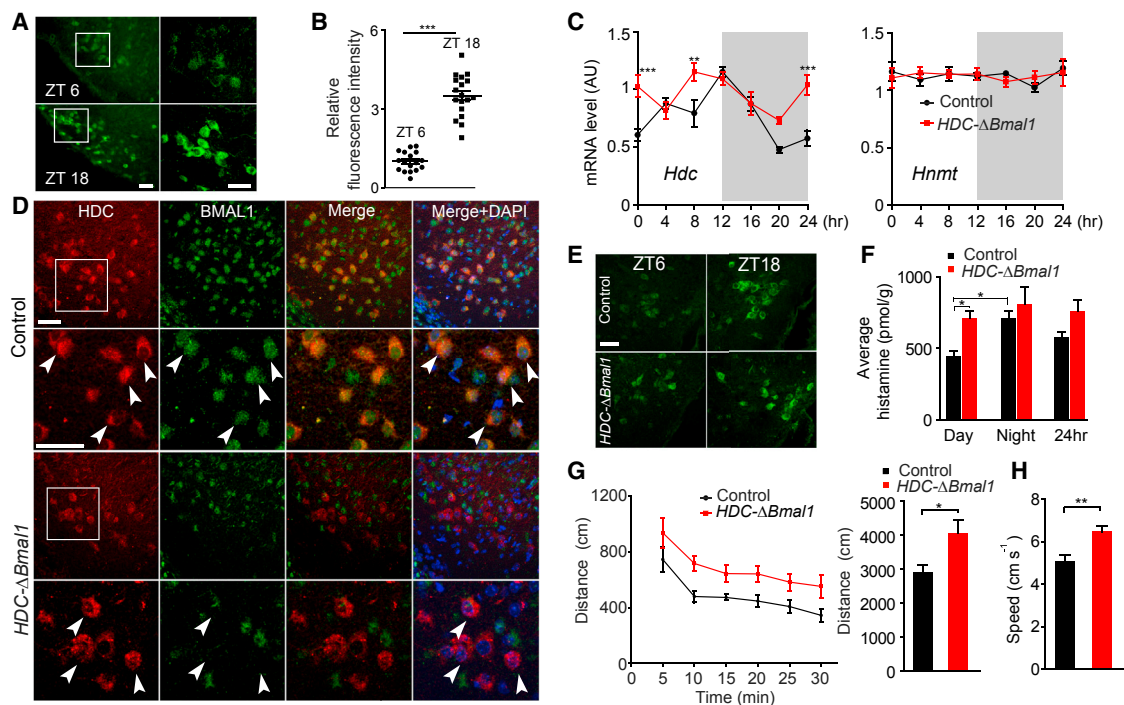 A
ZT 6
ZT 18
B
Relative
fluorescence intensity
6
3
0
***
ZT 6
ZT 18
C
mRNA level (AU)
1.5
1
0.5
0
***
**
***
Hdc
0 4 8 12 16 20 24 (hr)
1.5
1
0.5
0
Control
HDC-ΔBmal1
Hnmt
0 4 8 12 16 20 24 (hr)
D
HDC
BMAL1
Merge
Merge+DAPI
Control
HDC-ΔBmal1
E
ZT6
ZT18
Control
HDC-ΔBmal1
F
Control
HDC-ΔBmal1
Average
histamine (pmol/g)
1000
500
0
*
*
Day Night 24hr
G
Control
HDC-ΔBmal1
Distance (cm)
1200
800
400
0
0 5 10 15 20 25 30
Time (min)
Control
HDC-ΔBmal1
Distance (cm)
5000
4000
3000
2000
1000
0
*
H
Speed (cm s-1)
8
6
4
2
0
**